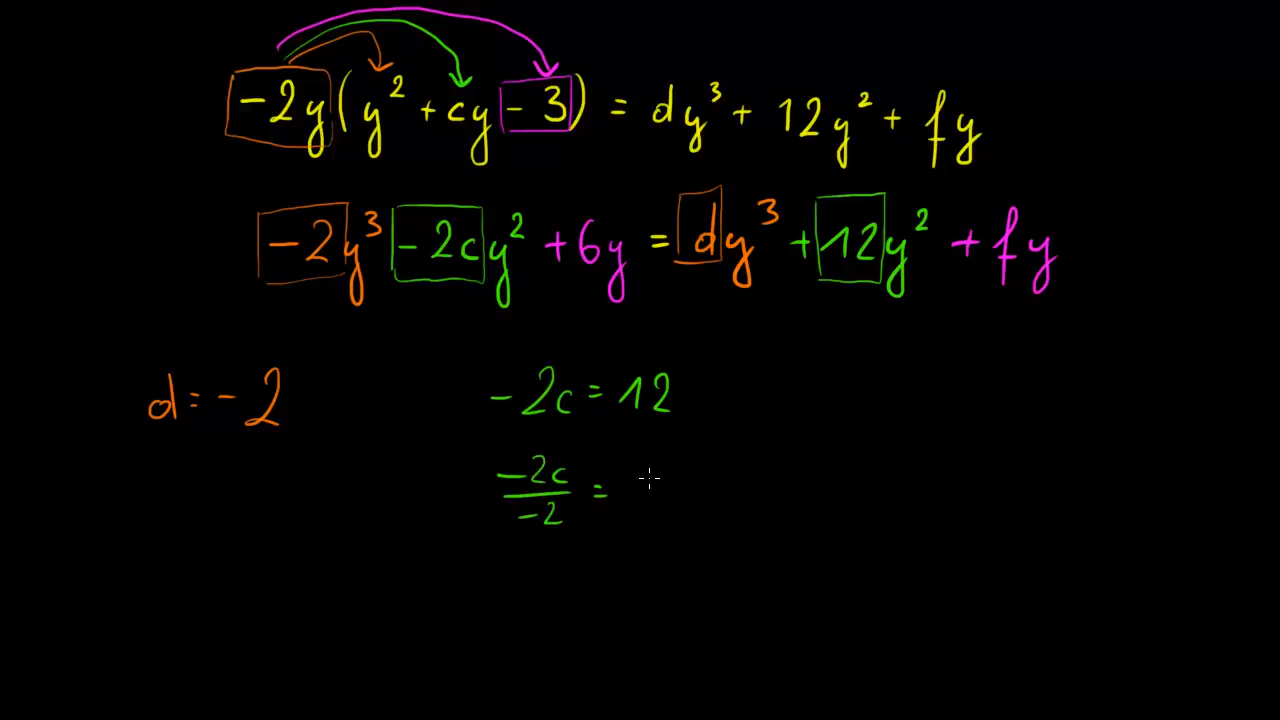 -2y(y² + cy - 3) = dy³ + 12y² + fy
-2y³ -2cy² +6y = dy³ +12y² + fy
d = -2
-2c = 12
-2c/-2 =